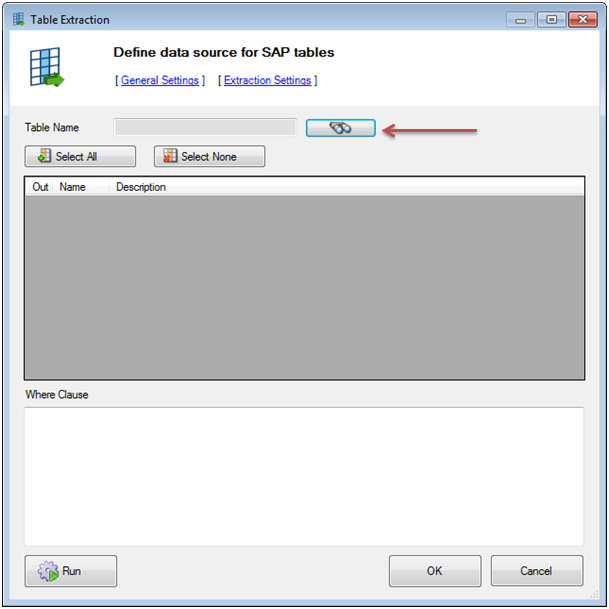 Table Extraction
Define data source for SAP tables
[ General Settings ] [ Extraction Settings ]
Table Name
Select All Select None
Out Name Description
Where Clause
Run OK Cancel